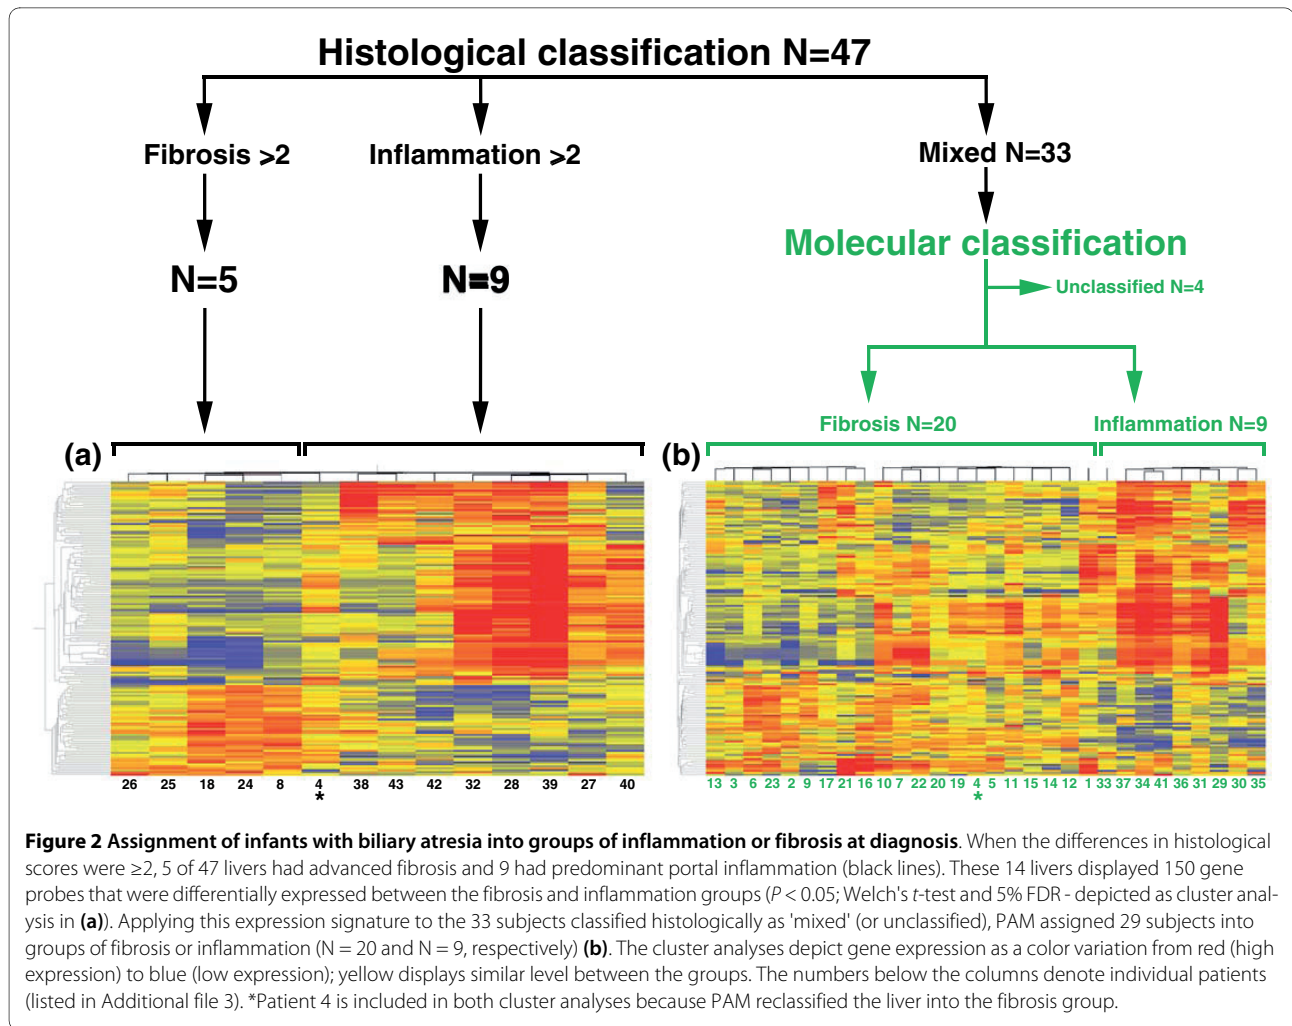 Histological classification N=47
Fibrosis >2
Inflammation >2
Mixed N=33
Molecular classification
N=5
N=9
Unclassified N=4
Fibrosis N=20
Inflammation N=9
(a)
(b)
26 25 18 24 8 4 38 43 42 32 28 39 27 40
*
13 3 6 23 2 9 17 21 16 10 7 22 20 19 4 5 11 15 14 12 1 33 37 34 41 36 31 29 30 35
*
Figure 2 Assignment of infants with biliary atresia into groups of inflammation or fibrosis at diagnosis. When the differences in histological
scores were ≥2, 5 of 47 livers had advanced fibrosis and 9 had predominant portal inflammation (black lines). These 14 livers displayed 150 gene
probes that were differentially expressed between the fibrosis and inflammation groups (P < 0.05; Welch's t-test and 5% FDR - depicted as cluster anal-
ysis in (a)). Applying this expression signature to the 33 subjects classified histologically as 'mixed' (or unclassified), PAM assigned 29 subjects into
groups of fibrosis or inflammation (N = 20 and N = 9, respectively) (b). The cluster analyses depict gene expression as a color variation from red (high
expression) to blue (low expression); yellow displays similar level between the groups. The numbers below the columns denote individual patients
(listed in Additional file 3). *Patient 4 is included in both cluster analyses because PAM reclassified the liver into the fibrosis group.